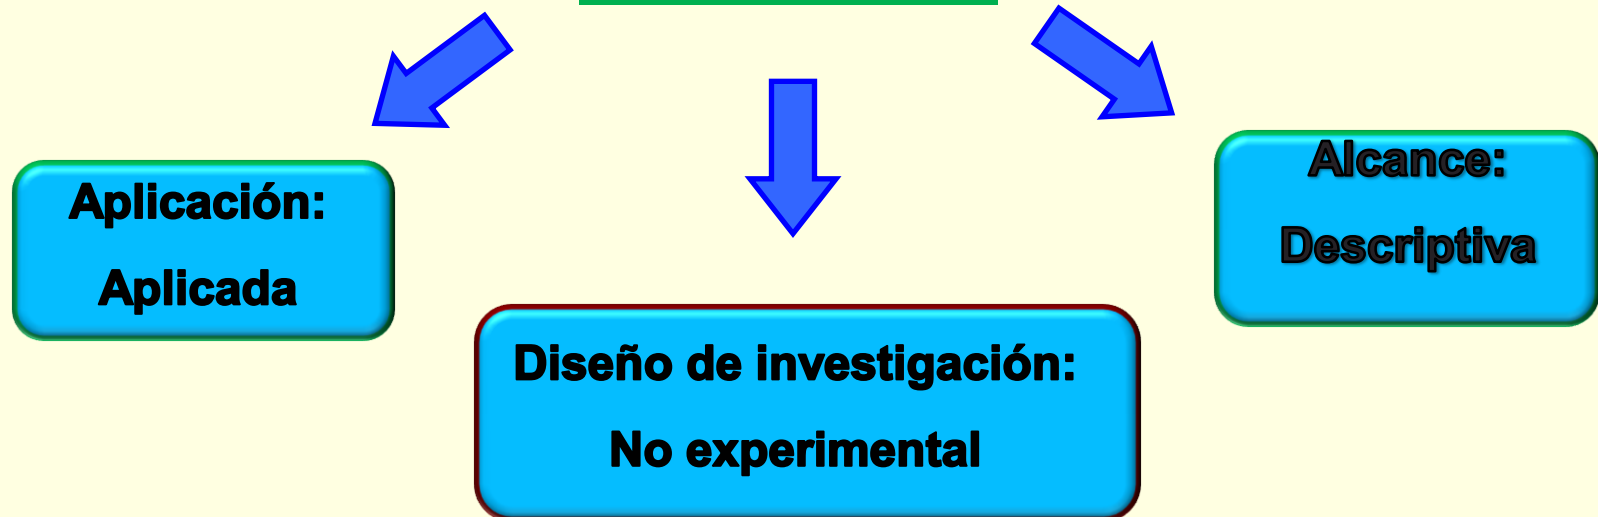 Aplicación:
Aplicada
Diseño de investigación:
No experimental
Alcance:
Descriptiva